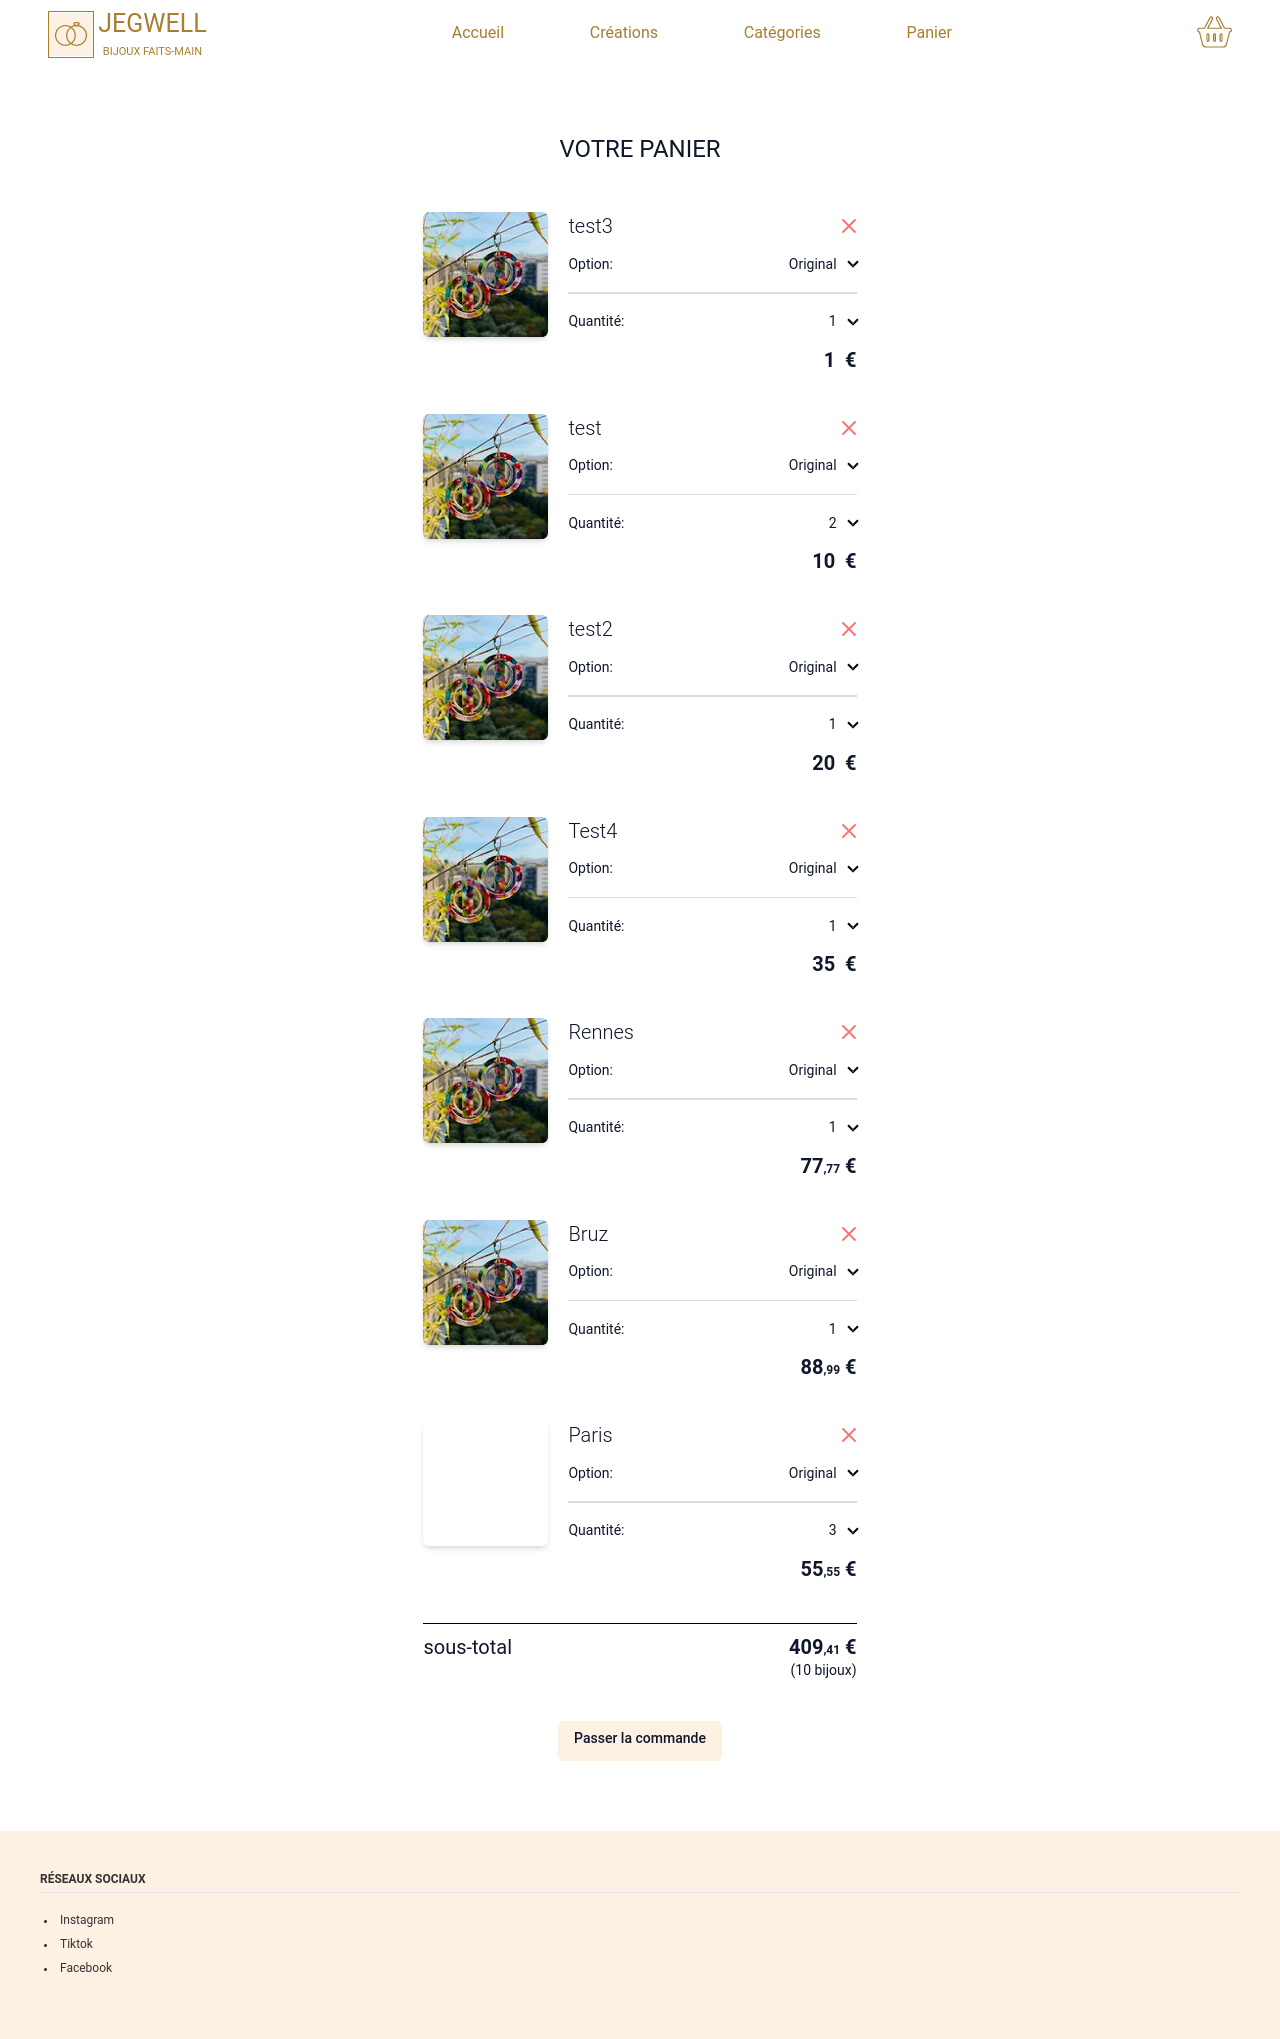 JEGWELL
BIJOUX FAITS-MAIN
Accueil Créations Catégories Panier
VOTRE PANIER
test3
Option: Original
Quantité: 1
1 €
test
Option: Original
Quantité: 2
10 €
test2
Option: Original
Quantité: 1
20 €
Test4
Option: Original
Quantité: 1
35 €
Rennes
Option: Original
Quantité: 1
77,77 €
Bruz
Option: Original
Quantité: 1
88,99 €
Paris
Option: Original
Quantité: 3
55,55 €
sous-total 409,41 €
(10 bijoux)
Passer la commande
RÉSEAUX SOCIAUX
• Instagram
• Tiktok
• Facebook